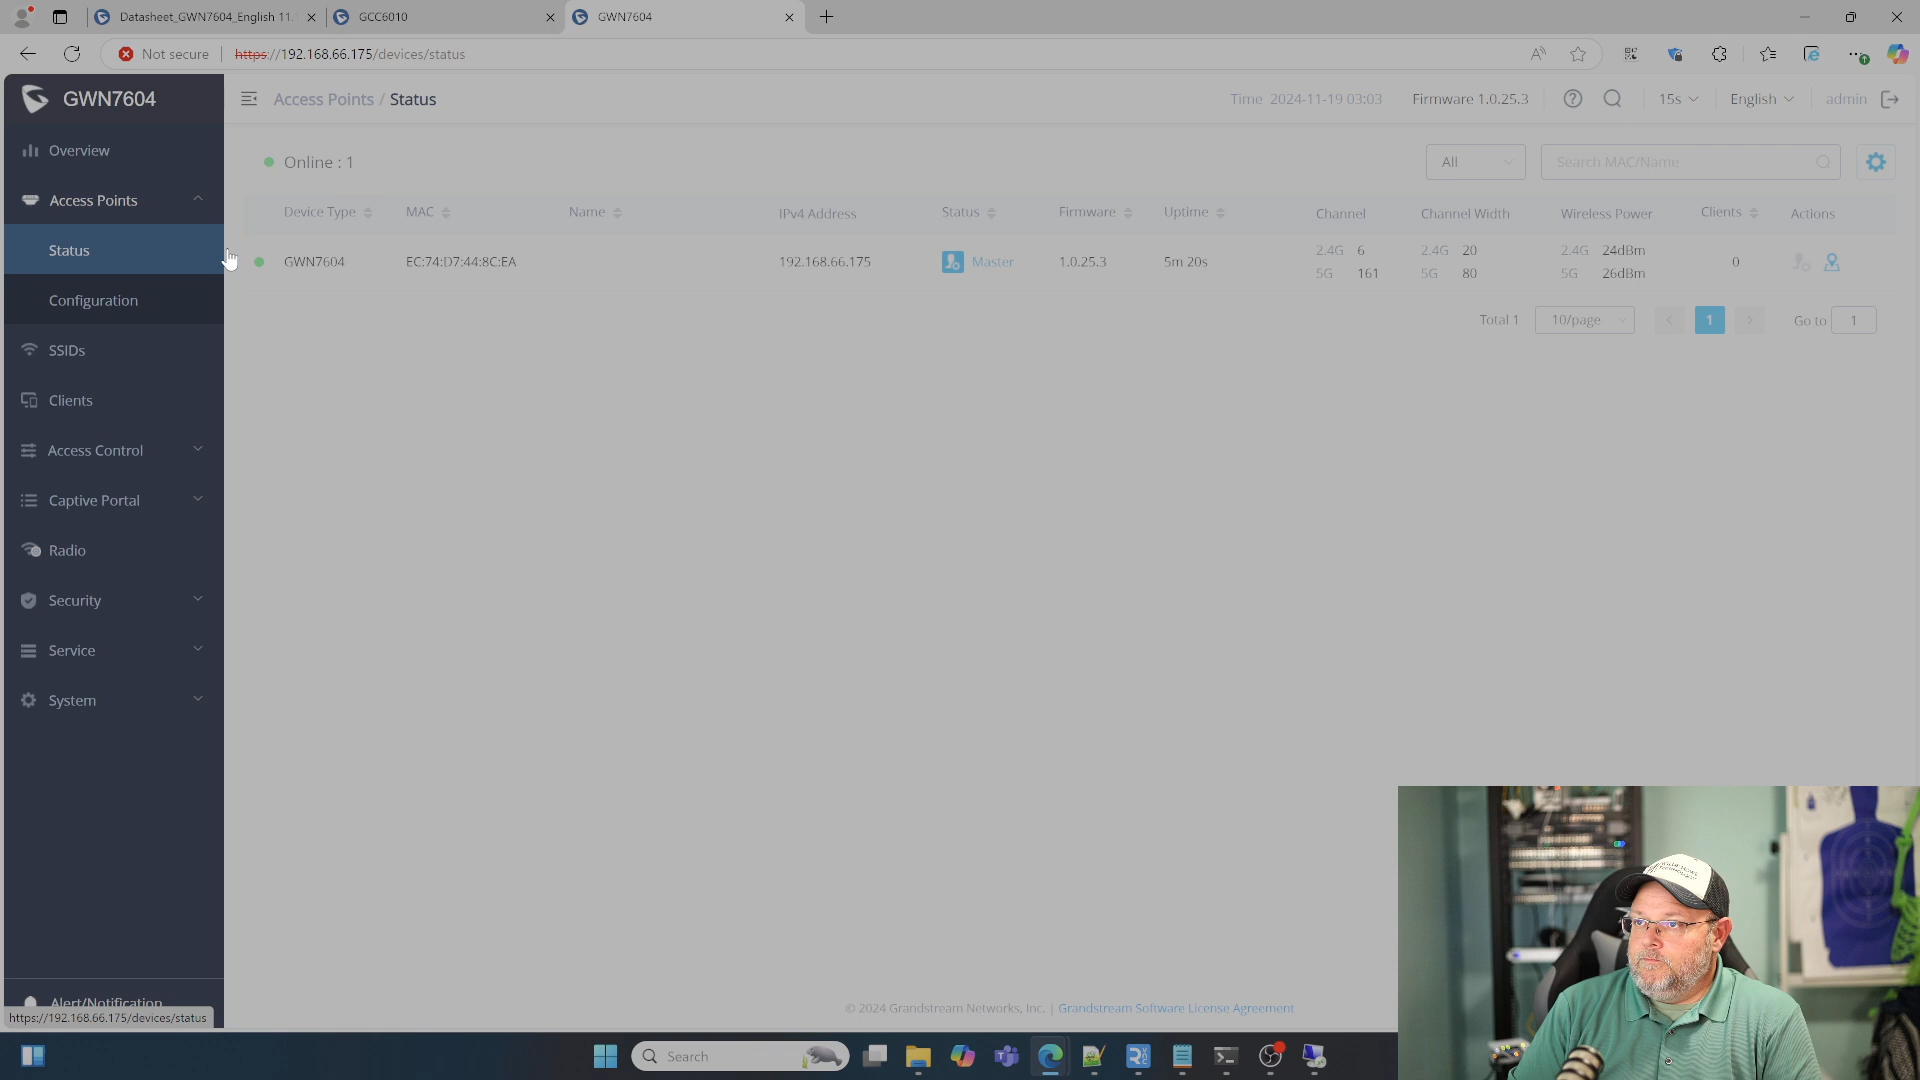 Datasheet_GWN7604_English 11.
GCC6010
GWN7604
Not secure
https://192.168.66.175/devices/status
GWN7604
Access Points / Status
Time 2024-11-19 03:03
Firmware 1.0.25.3
15s
English
admin
Overview
Access Points
Status
Configuration
SSIDs
Clients
Access Control
Captive Portal
Radio
Security
Service
System
Alert/Notification
https://192.168.66.175/devices/status
Online : 1
All
Search MAC/Name
Device Type MAC Name IPv4 Address Status Firmware Uptime Channel Channel Width Wireless Power Clients Actions
GWN7604 EC:74:D7:44:8C:EA 192.168.66.175 Master 1.0.25.3 5m 20s 2.4G 6 2.4G 20 2.4G 24dBm 0
5G 161 5G 80 5G 26dBm
Total 1 10/page 1 Go to 1
© 2024 Grandstream Networks, Inc. | Grandstream Software License Agreement
Search